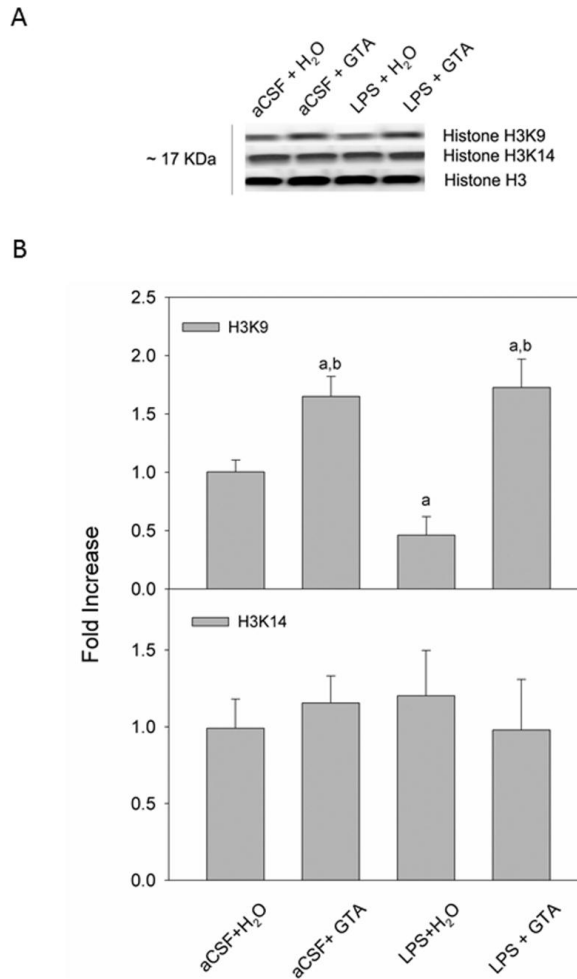 A
aCSF + H₂O
aCSF + GTA
LPS + H₂O
LPS + GTA
~ 17 KDa
Histone H3K9
Histone H3K14
Histone H3
B
2.5
H3K9
2.0
a,b
a,b
1.5
1.0
a
0.5
0.0
Fold Increase
H3K14
1.5
1.0
0.5
0.0
aCSF+H₂O
aCSF+ GTA
LPS+H₂O
LPS + GTA